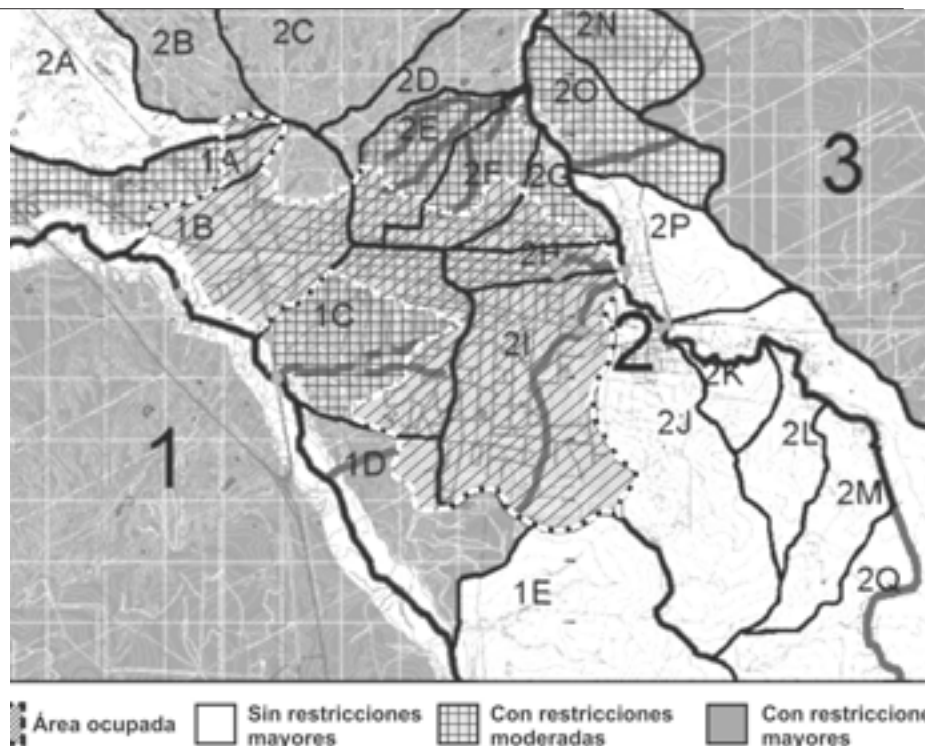 2N
2B
2C
2A
2D
2O
2E
3
1A
2F
2G
1B
2P
2H
1C
2I
2
2K
2J
2L
1
1D
2M
2Q
1E
Área ocupada
Sin restricciones
mayores
Con restricciones
moderadas
Con restriccione
mayores